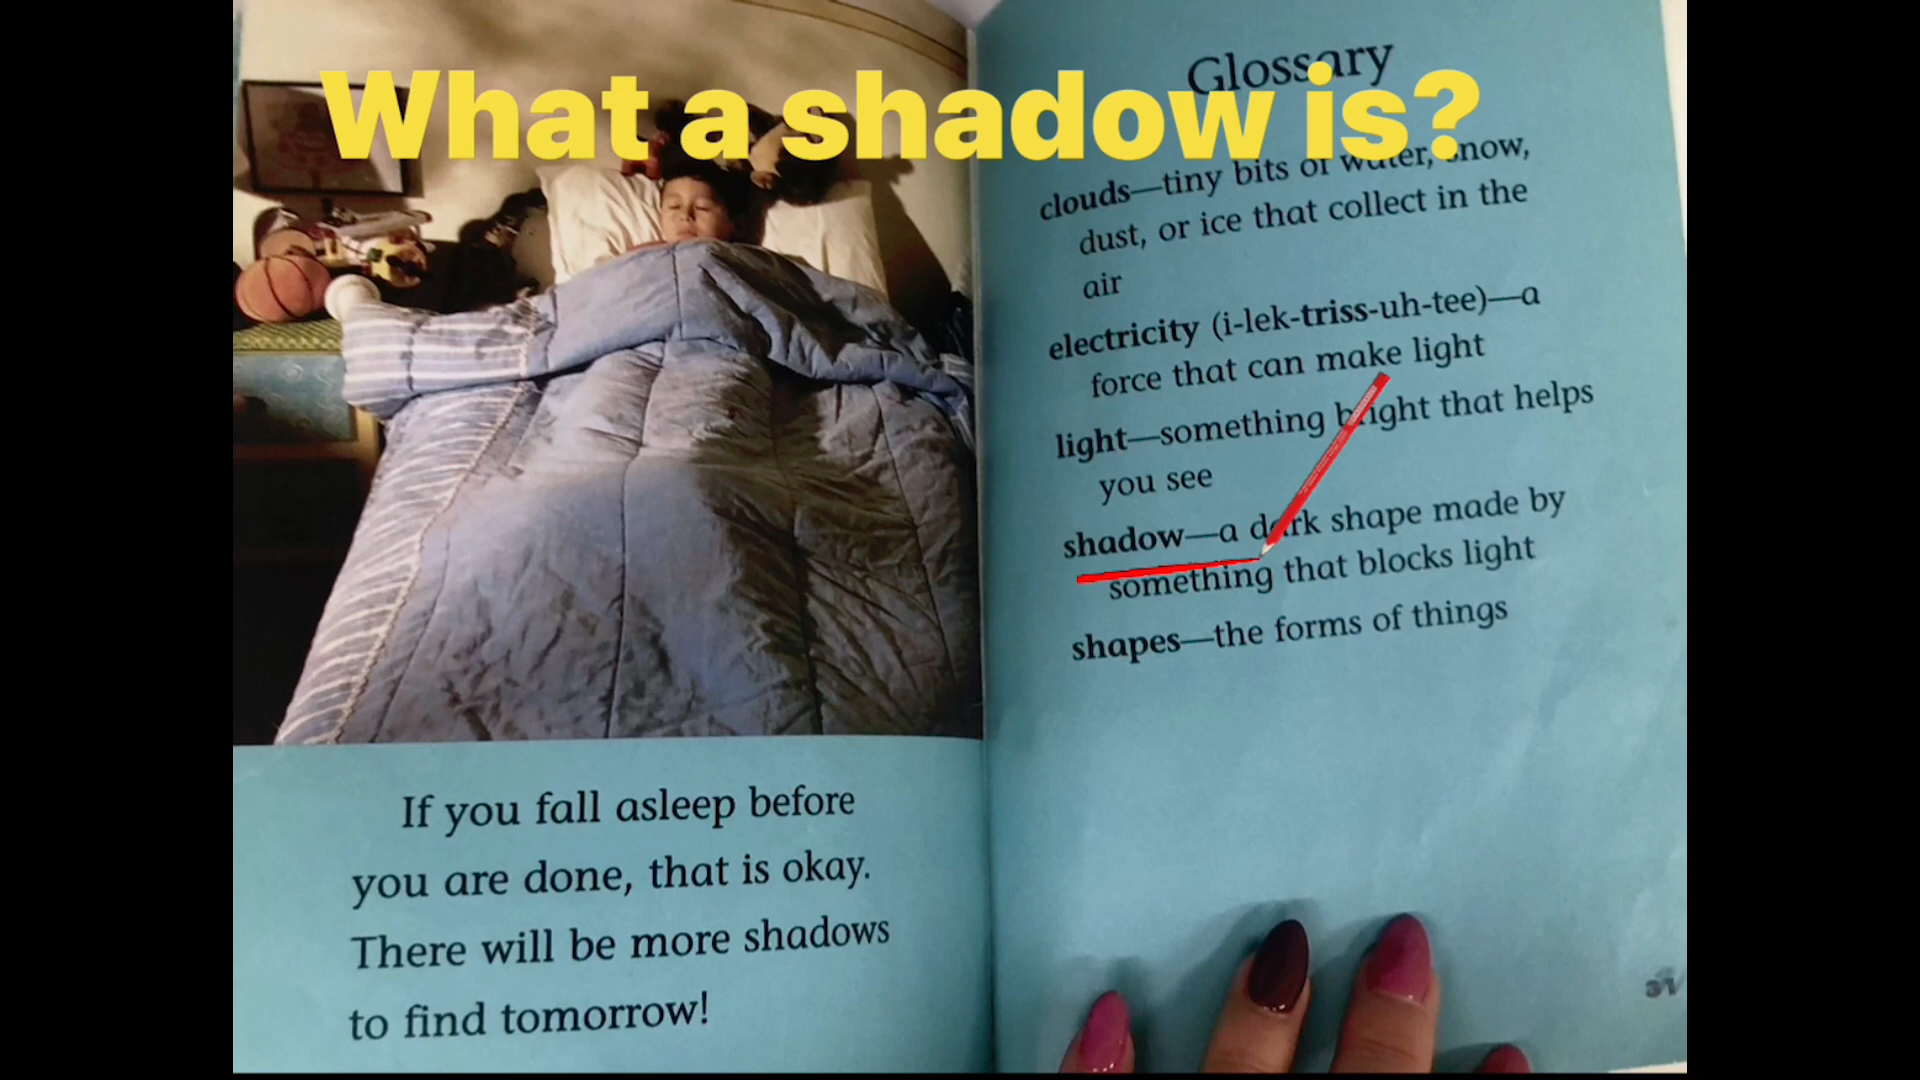 What a shadow is?
Glossary
clouds—tiny bits of water, snow,
dust, or ice that collect in the
air
electricity (i-lek-triss-uh-tee)—a
force that can make light
light—something bright that helps
you see
shadow—a dark shape made by
something that blocks light
shapes—the forms of things
If you fall asleep before
you are done, that is okay.
There will be more shadows
to find tomorrow!